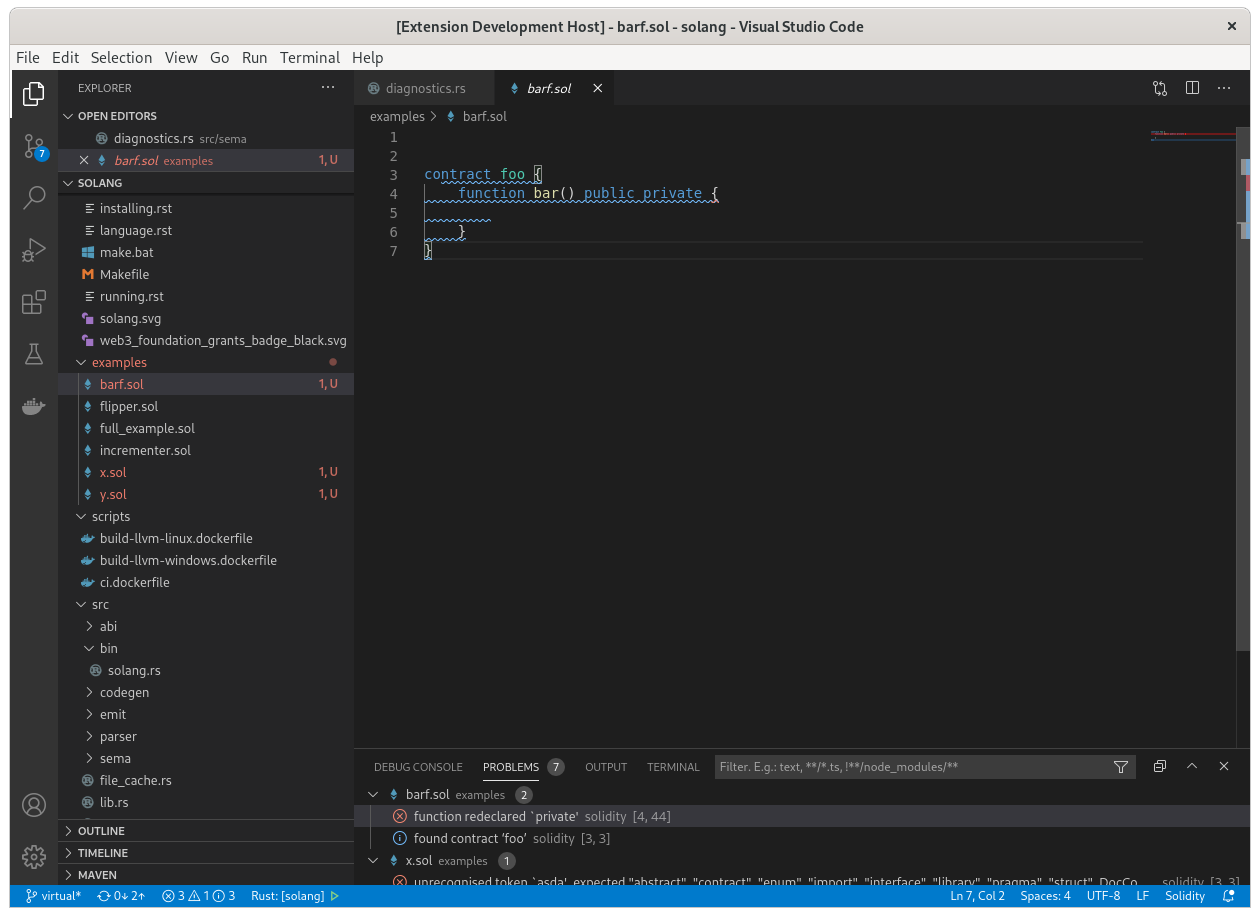 [Extension Development Host] - barf.sol - solang - Visual Studio Code
File Edit Selection View Go Run Terminal Help
EXPLORER
OPEN EDITORS
diagnostics.rs src/sema
barf.sol examples 1, U
SOLANG
installing.rst
language.rst
make.bat
Makefile
running.rst
solang.svg
web3_foundation_grants_badge_black.svg
examples
barf.sol 1, U
flipper.sol
full_example.sol
incrementer.sol
x.sol 1, U
y.sol 1, U
scripts
build-llvm-linux.dockerfile
build-llvm-windows.dockerfile
ci.dockerfile
src
abi
bin
solang.rs
codegen
emit
parser
sema
file_cache.rs
lib.rs
OUTLINE
TIMELINE
MAVEN
7
diagnostics.rs barf.sol
examples > barf.sol
1
2
3 contract foo {
4 function bar() public private {
5
6 }
7 }
DEBUG CONSOLE PROBLEMS 7 OUTPUT TERMINAL Filter. E.g.: text, **/*.ts, !**/node_modules/**
barf.sol examples 2
function redeclared `private' solidity [4, 44]
found contract ‘foo’ solidity [3, 3]
x.sol examples 1
unrecognised token `asda', expected "abstract", "contract", "enum", "import", "interface", "library", "pragma", "struct", DocCo... solidity [3, 3]
virtual* 0↓ 2↑ 3 1 3 Rust: [solang] Ln 7, Col 2 Spaces: 4 UTF-8 LF Solidity